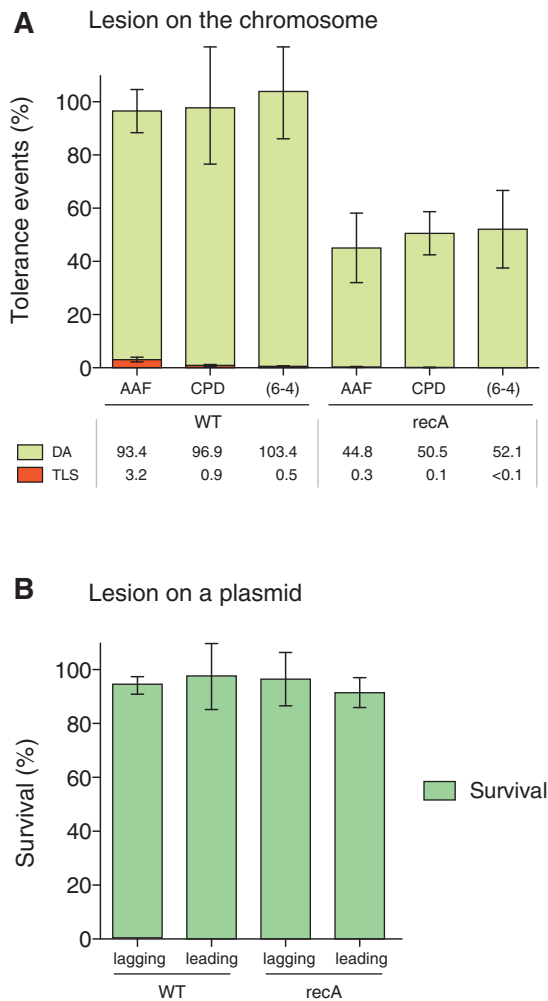 A Lesion on the chromosome
Tolerance events (%)
100
80
60
40
20
0
AAF CPD (6-4) AAF CPD (6-4)
WT recA
DA 93.4 96.9 103.4 44.8 50.5 52.1
TLS 3.2 0.9 0.5 0.3 0.1 <0.1
B Lesion on a plasmid
Survival (%)
100
80
60
40
20
0
Survival
lagging leading lagging leading
WT recA